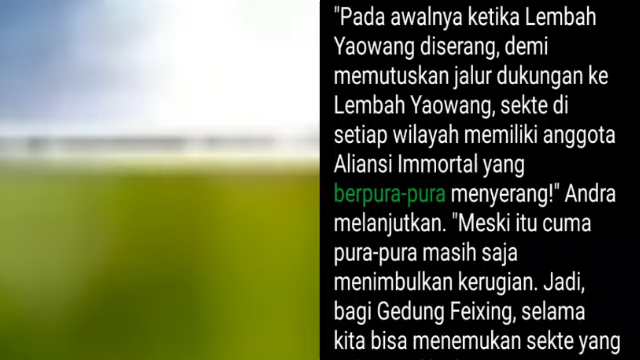 "Pada awalnya ketika Lembah
Yaowang diserang, demi
memutuskan jalur dukungan ke
Lembah Yaowang, sekte di
setiap wilayah memiliki anggota
Aliansi Immortal yang
berpura-pura menyerang!" Andra
melanjutkan. "Meski itu cuma
pura-pura masih saja
menimbulkan kerugian. Jadi,
bagi Gedung Feixing, selama
kita bisa menemukan sekte yang